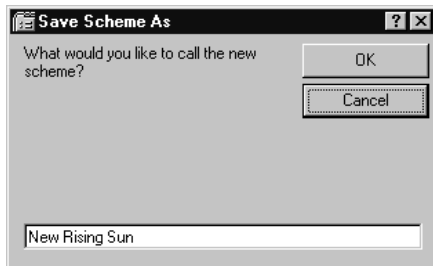 Save Scheme As
What would you like to call the new
scheme?
OK
Cancel
New Rising Sun